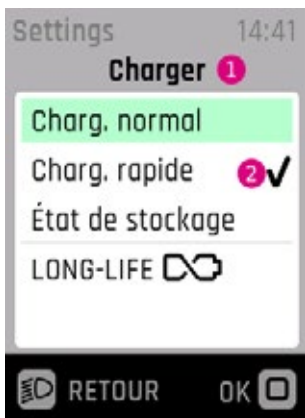 Settings 14:41
Charger 1
Charg. normal
Charg. rapide 2
État de stockage
LONG-LIFE
RETOUR OK